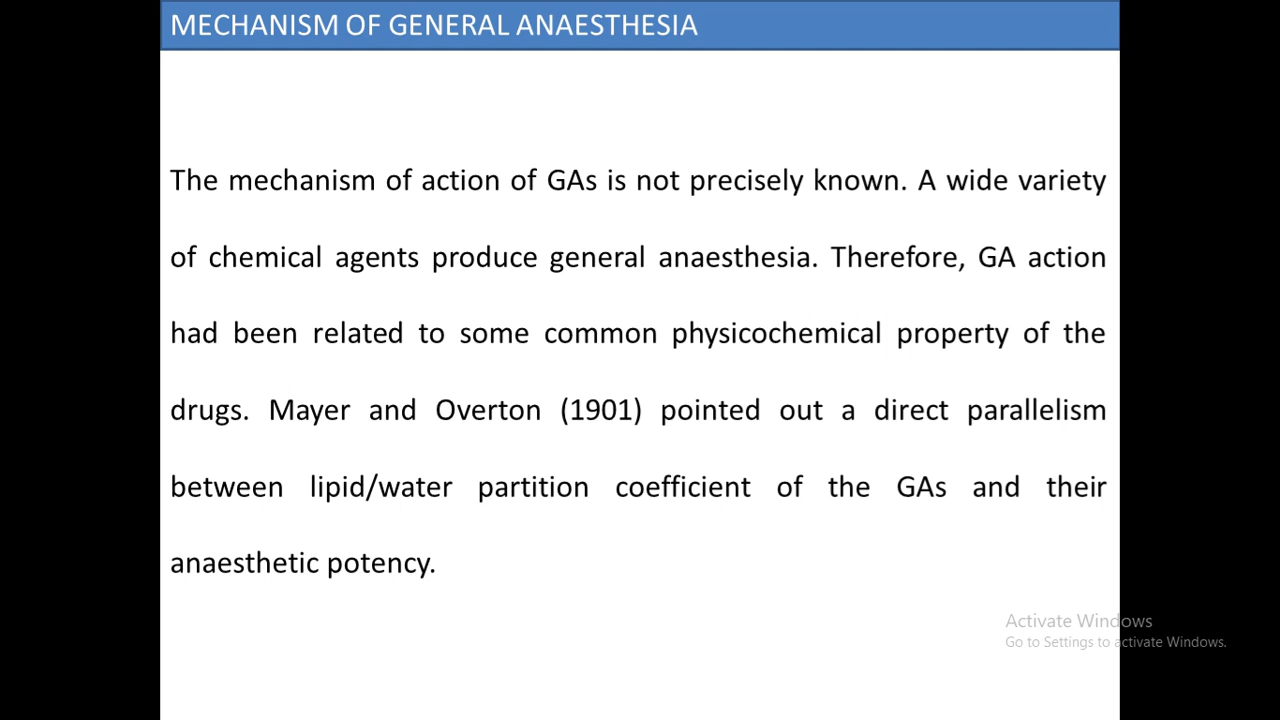 MECHANISM OF GENERAL ANAESTHESIA
The mechanism of action of GAs is not precisely known. A wide variety
of chemical agents produce general anaesthesia. Therefore, GA action
had been related to some common physicochemical property of the
drugs. Mayer and Overton (1901) pointed out a direct parallelism
between lipid/water partition coefficient of the GAs and their
anaesthetic potency.
Activate Windows
Go to Settings to activate Windows.